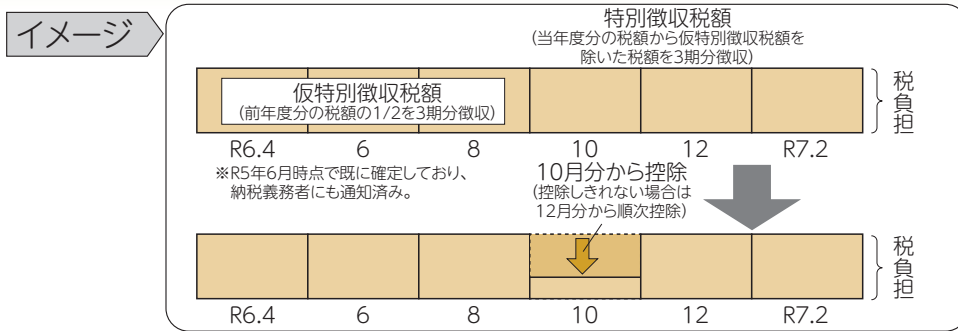 イメージ
特別徴収税額
(当年度分の税額から仮特別徴収税額を
除いた税額を3期分徴収)
仮特別徴収税額
(前年度分の税額の1/2を3期分徴収)
税負担
R6.4 6 8 10 12 R7.2
※R5年6月時点で既に確定しており、
納税義務者にも通知済み。
10月分から控除
(控除しきれない場合は
12月分から順次控除)
税負担
R6.4 6 8 10 12 R7.2